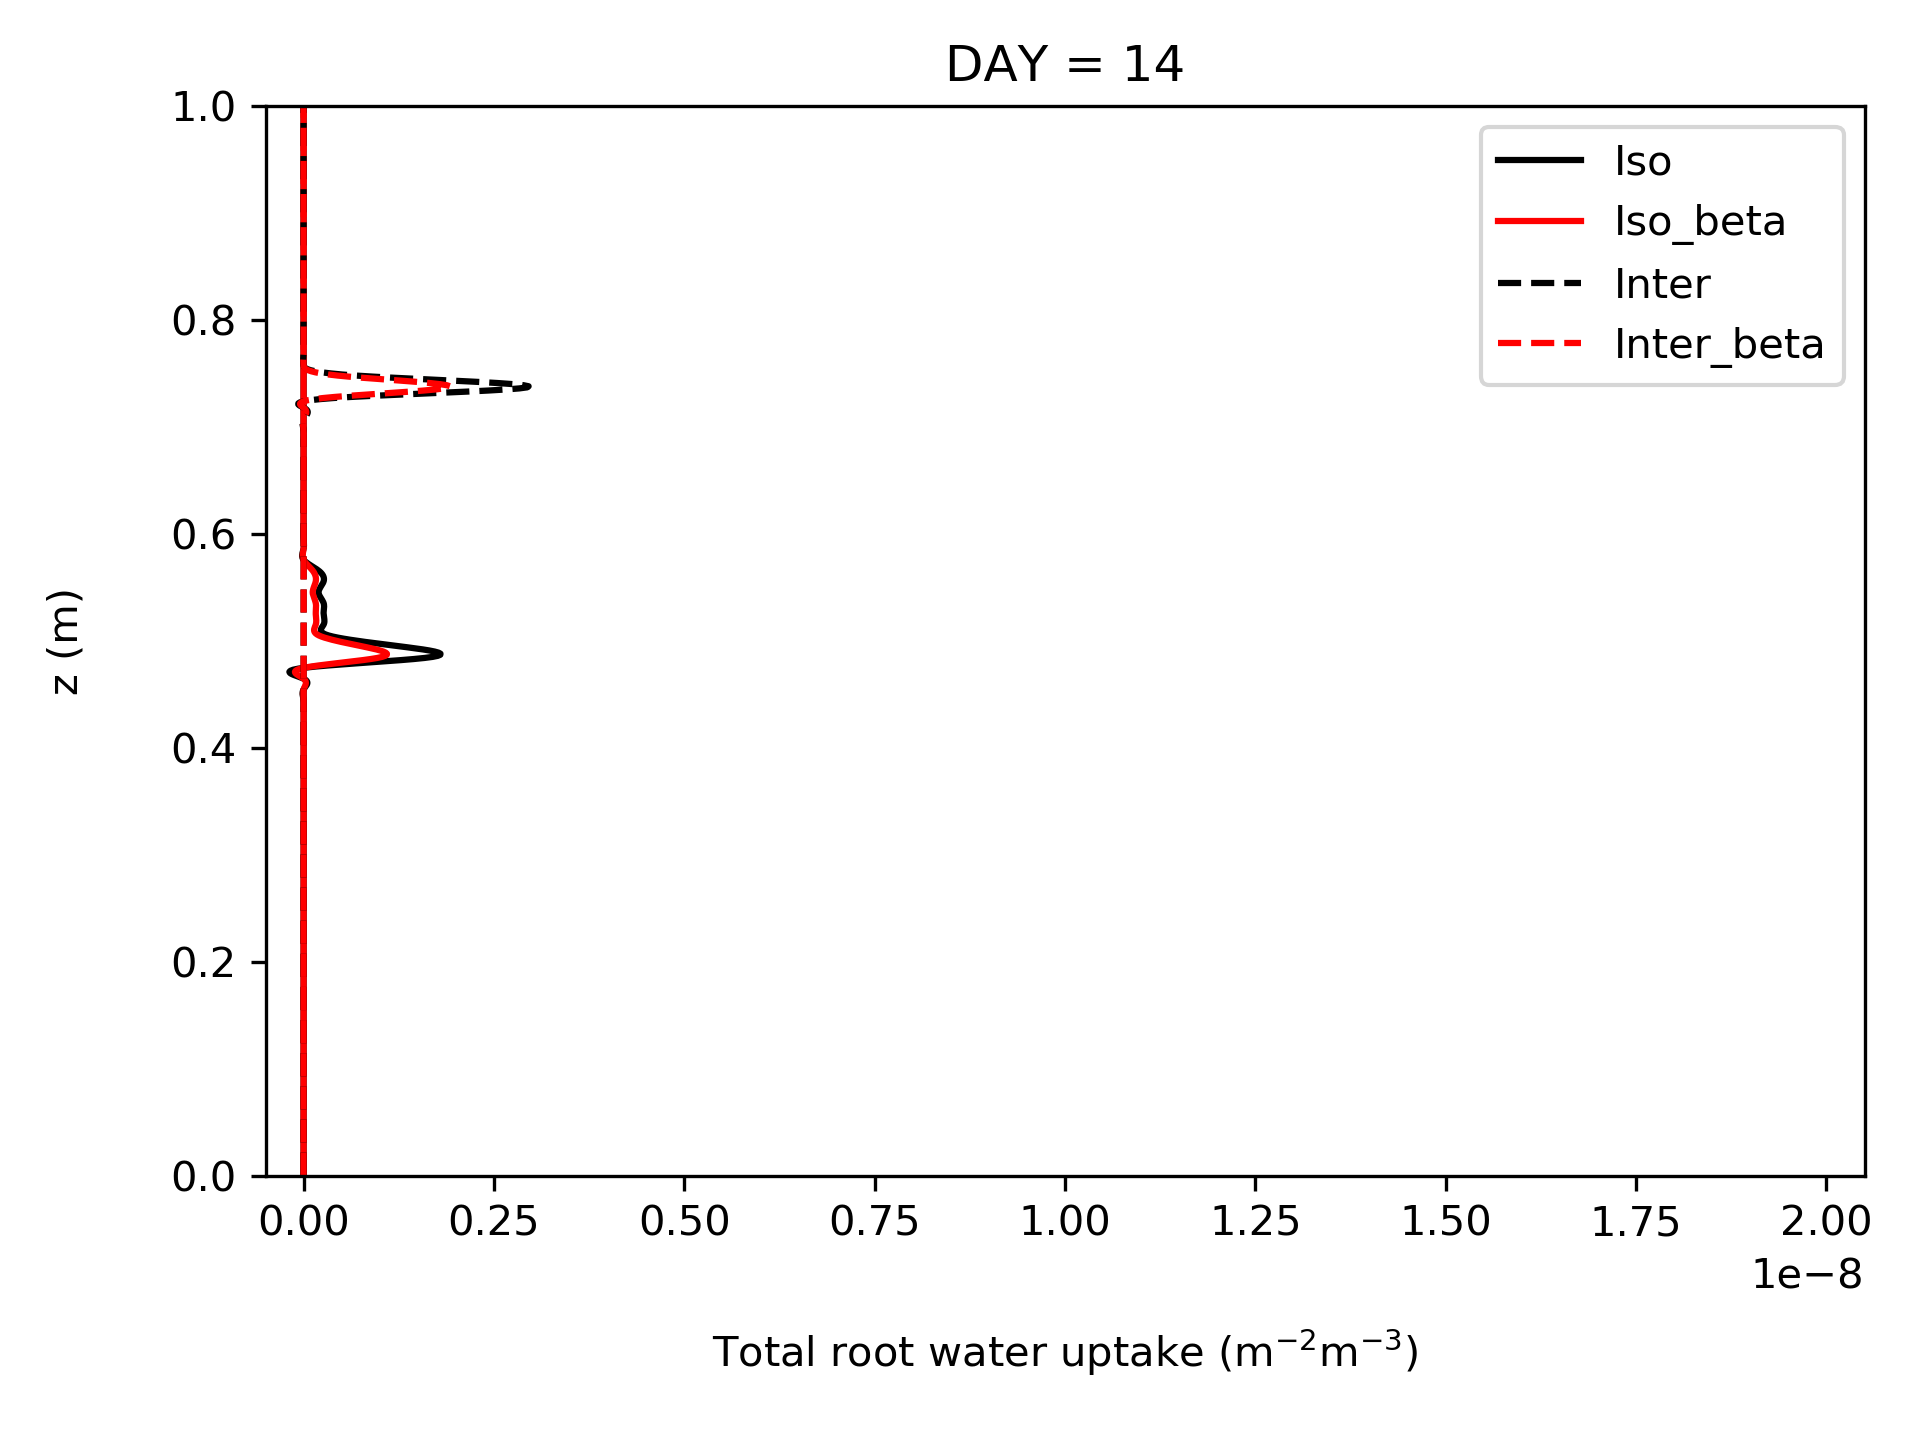 DAY = 14
1.0
0.8
0.6
0.4
0.2
0.0
z (m)
Iso
Iso_beta
Inter
Inter_beta
0.00 0.25 0.50 0.75 1.00 1.25 1.50 1.75 2.00
1e−8
Total root water uptake (m⁻²m⁻³)